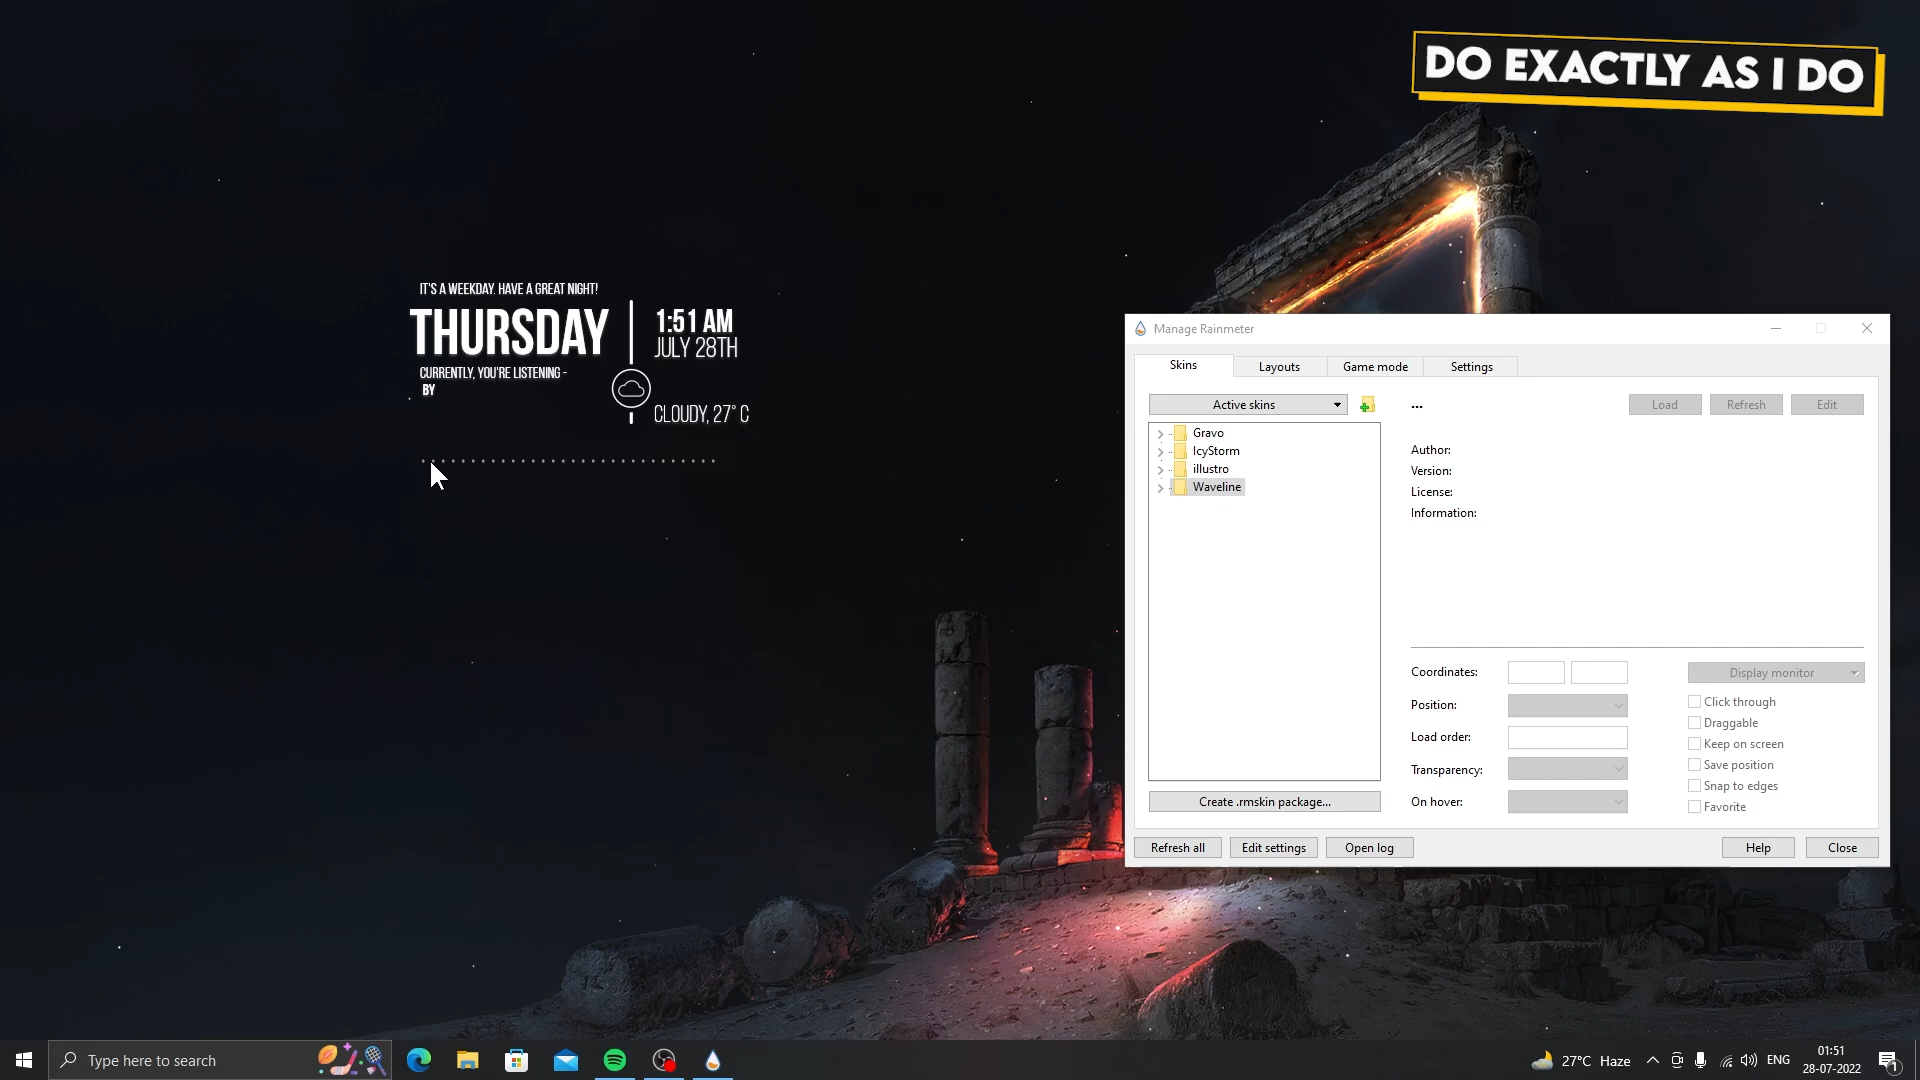 DO EXACTLY AS I DO
IT'S A WEEKDAY. HAVE A GREAT NIGHT!
THURSDAY
1:51 AM
JULY 28TH
CURRENTLY, YOU'RE LISTENING -
BY
CLOUDY, 27° C
Manage Rainmeter
Skins
Layouts
Game mode
Settings
Active skins
...
Load
Refresh
Edit
Gravo
IcyStorm
illustro
Waveline
Author:
Version:
License:
Information:
Coordinates:
Display monitor
Position:
Click through
Draggable
Load order:
Keep on screen
Transparency:
Save position
Snap to edges
On hover:
Favorite
Create .rmskin package...
Refresh all
Edit settings
Open log
Help
Close
Type here to search
27°C Haze
ENG
01:51
28-07-2022
1